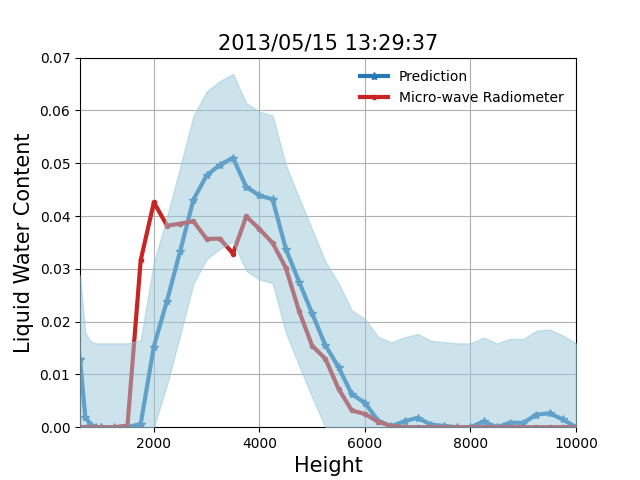 2013/05/15 13:29:37
0.07
0.06
0.05
0.04
0.03
0.02
0.01
0.00
Liquid Water Content
Prediction
Micro-wave Radiometer
2000 4000 6000 8000 10000
Height